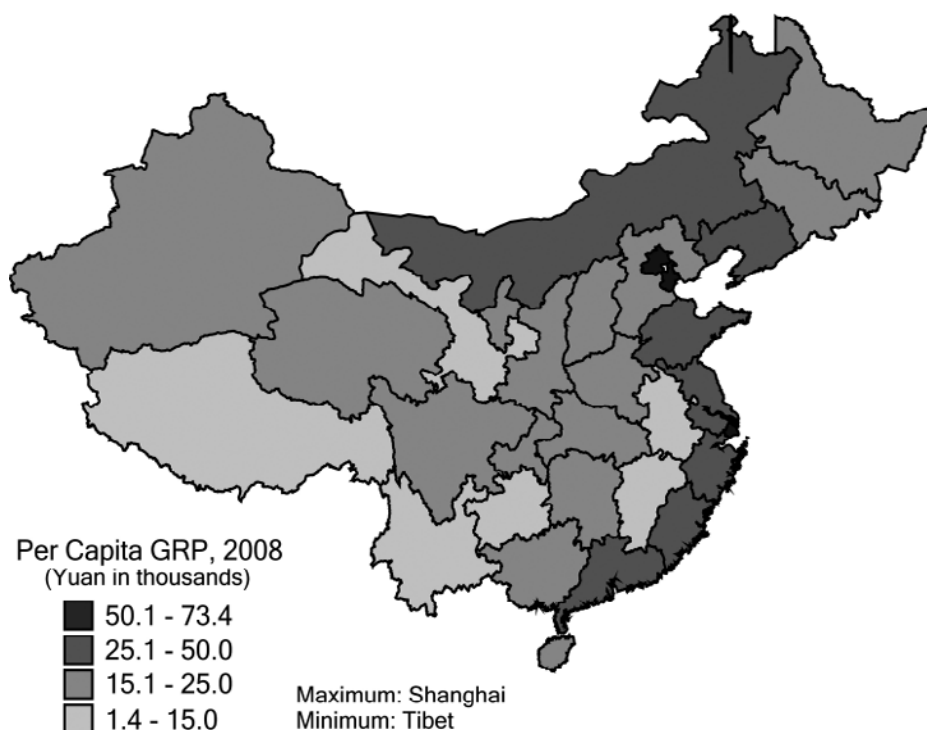 Per Capita GRP, 2008
(Yuan in thousands)
50.1 - 73.4
25.1 - 50.0
15.1 - 25.0
1.4 - 15.0
Maximum: Shanghai
Minimum: Tibet